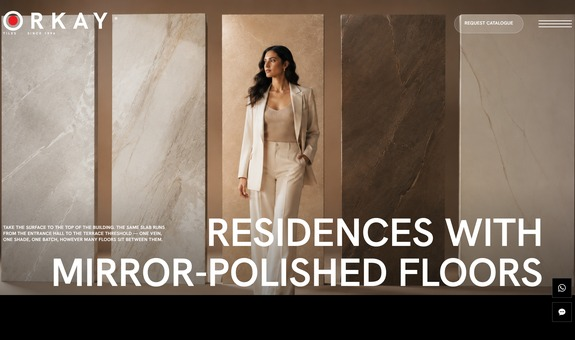 ORKAY
TILES SINCE 1994
REQUEST CATALOGUE
TAKE THE SURFACE TO THE TOP OF THE BUILDING. THE SAME SLAB RUNS
FROM THE ENTRANCE HALL TO THE TERRACE THRESHOLD — ONE VEIN,
ONE SHADE, ONE BATCH, HOWEVER MANY FLOORS SIT BETWEEN THEM.
RESIDENCES WITH
MIRROR-POLISHED FLOORS